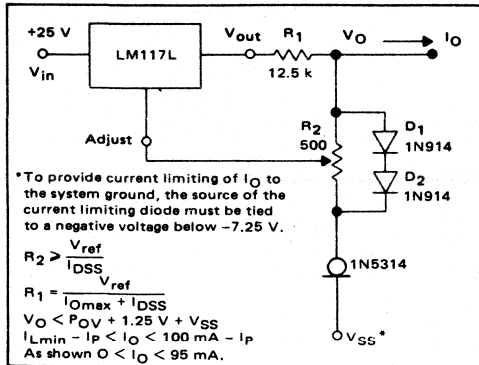 +25 V
LM117L
Vout
R1
VO
IO
Vin
12.5 k
Adjust
R2
500
D1
1N914
D2
1N914
*To provide current limiting of IO to
the system ground, the source of the
current limiting diode must be tied
to a negative voltage below -7.25 V.
R2 ≥ Vref / IDSS
R1 = Vref / IOmax + IDSS
VO < POV + 1.25 V + VSS
ILmin - IP < IO < 100 mA - IP
As shown O < IO < 95 mA.
1N5314
VSS*